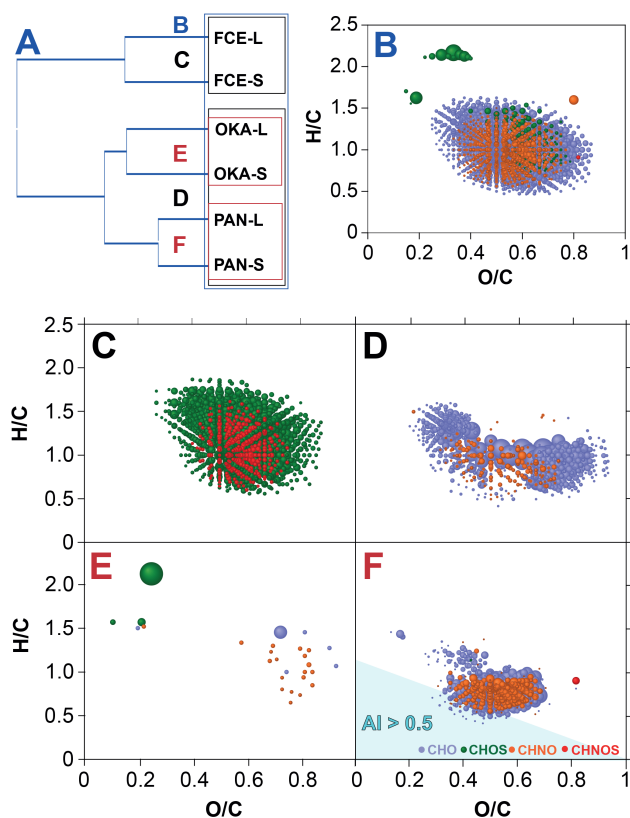 A
B
C
E
D
F
FCE-L
FCE-S
OKA-L
OKA-S
PAN-L
PAN-S
B
H/C
2.5
2.0
1.5
1.0
0.5
0
0 0.2 0.4 0.6 0.8 1
O/C
C
H/C
2.5
2.0
1.5
1.0
0.5
0
D
E
H/C
2.0
1.5
1.0
0.5
0
0 0.2 0.4 0.6 0.8
O/C
F
AI > 0.5
CHO CHOS CHNO CHNOS
0 0.2 0.4 0.6 0.8 1
O/C